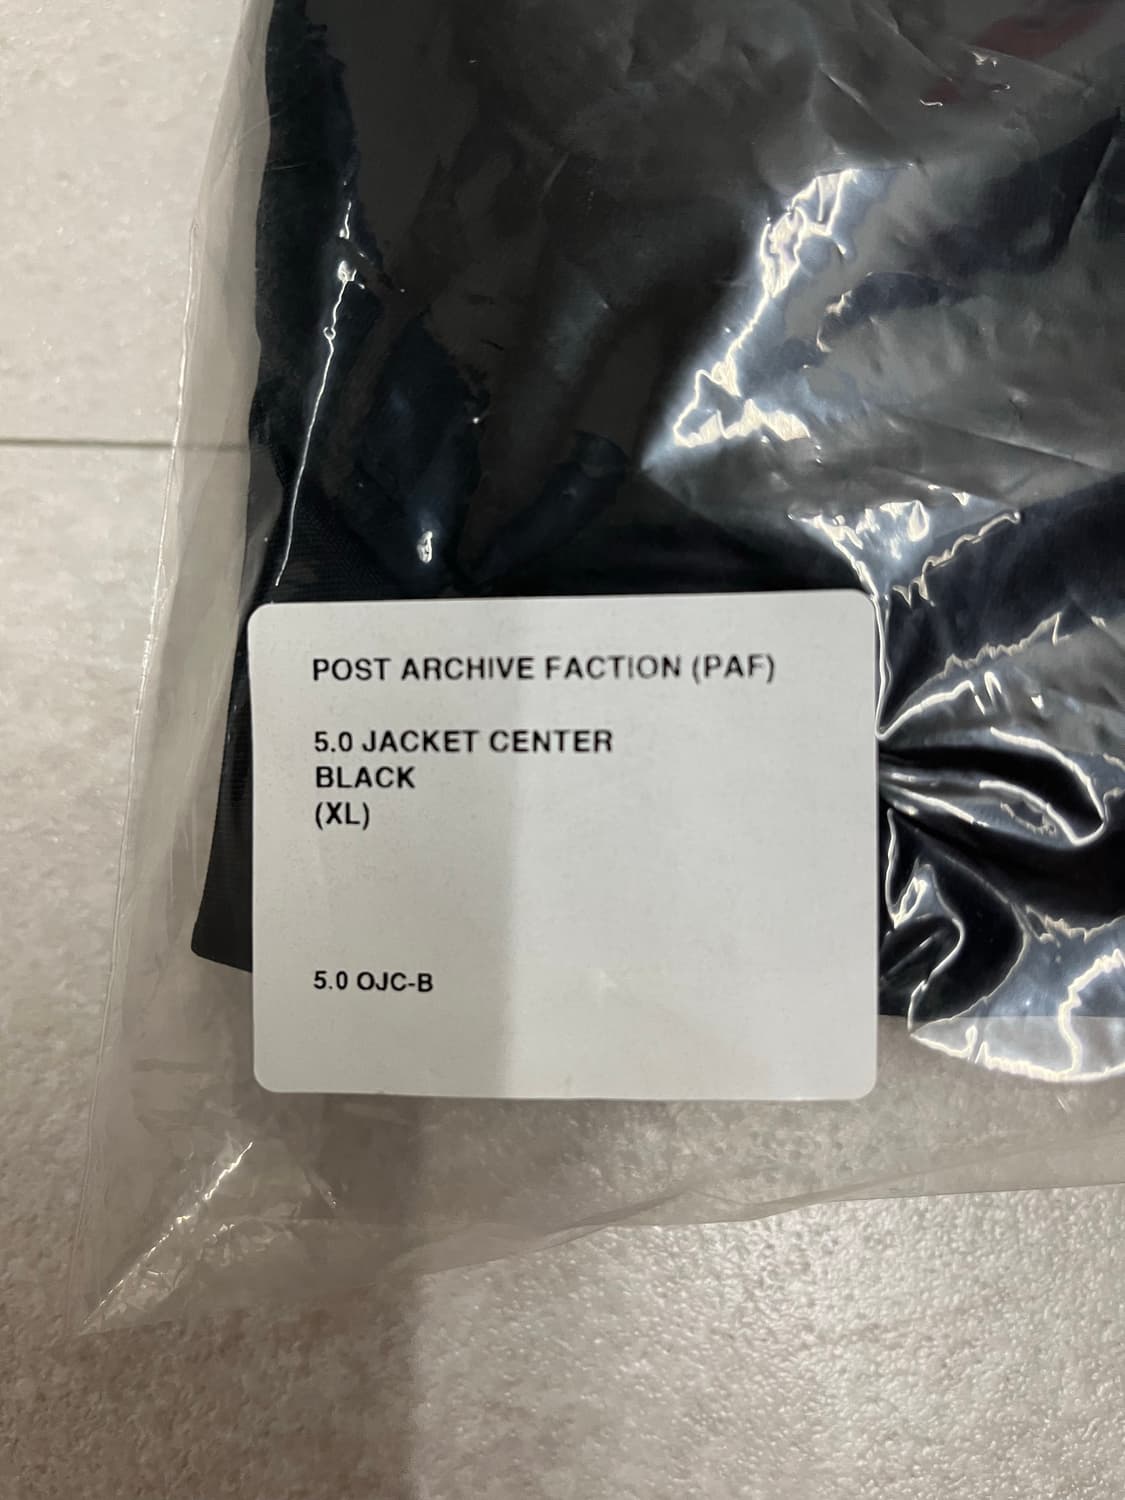 POST ARCHIVE FACTION (PAF)
5.0 JACKET CENTER
BLACK
(XL)
5.0 OJC-B